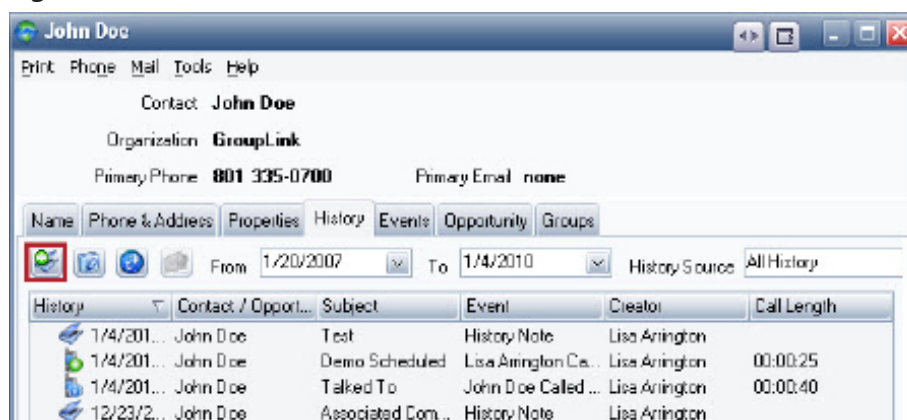 John Doe
Print Phone Mail Tools Help
Contact John Doe
Organization GroupLink
Primary Phone 801 335-0700 Primary Email none
Name Phone & Address Properties History Events Opportunity Groups
From 1/20/2007 To 1/4/2010 History Source All History
History Contact / Opport... Subject Event Creator Call Length
1/4/201... John Doe Test History Note Lisa Arrington
1/4/201... John Doe Demo Scheduled Lisa Arrington Ca... Lisa Arrington 00:00:25
1/4/201... John Doe Talked To John Doe Called ... Lisa Arrington 00:00:40
12/23/2... John Doe Associated Com... History Note Lisa Arrington